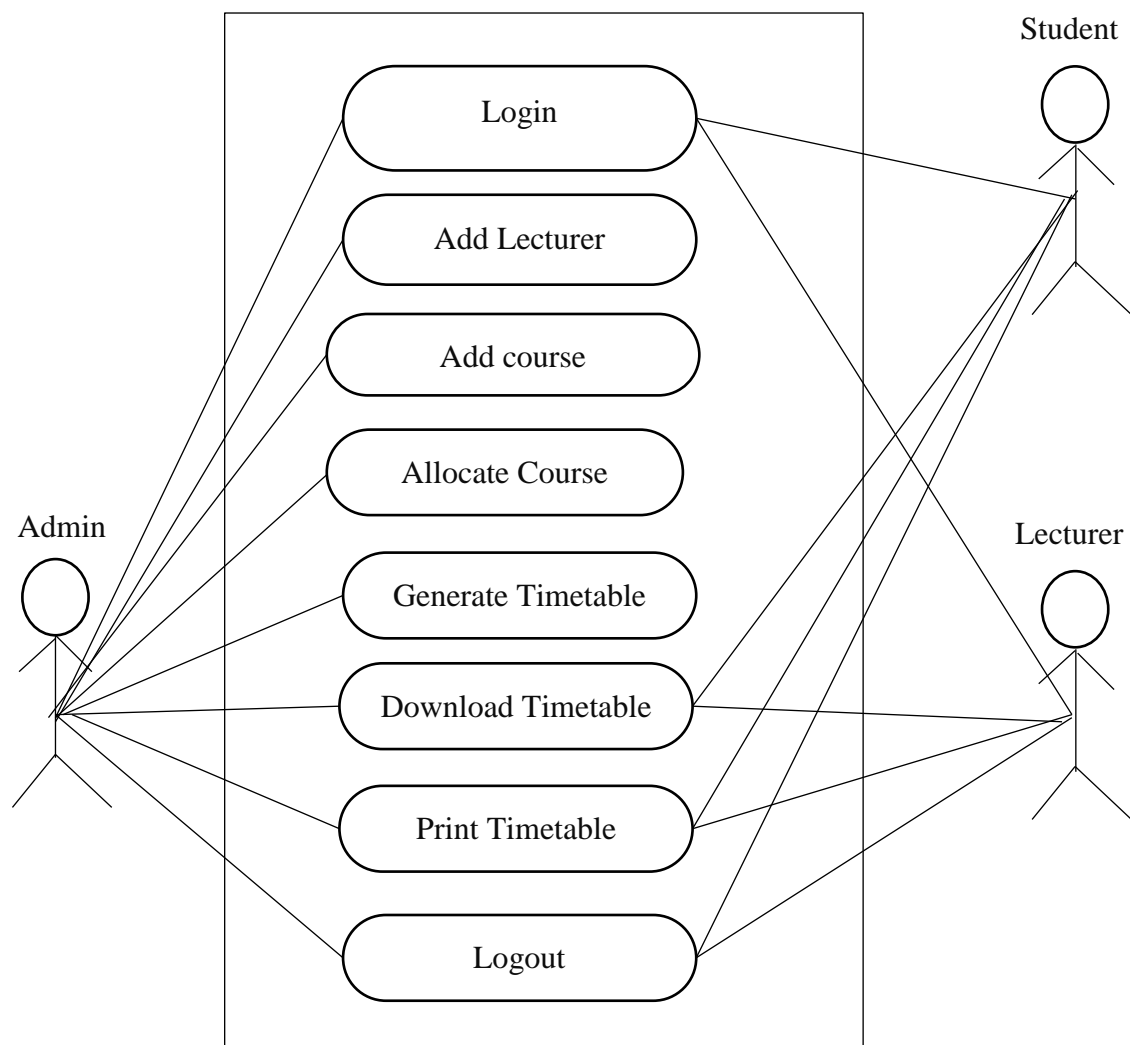 Student
Login
Add Lecturer
Add course
Allocate Course
Admin
Lecturer
Generate Timetable
Download Timetable
Print Timetable
Logout